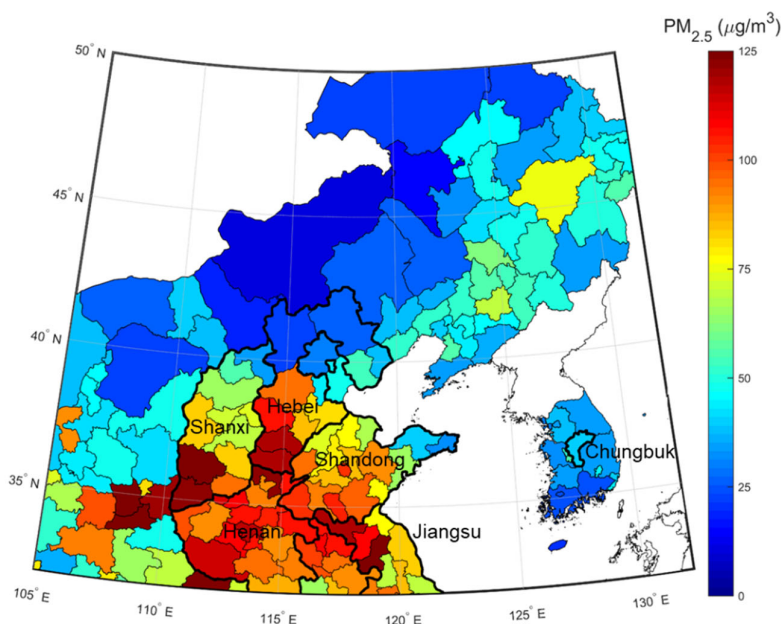 PM2.5 (μg/m3)
50° N
45° N
40° N
35° N
105° E
110° E
115° E
120° E
125° E
130° E
Hebei
Shanxi
Shandong
Chungbuk
Henan
Jiangsu
125
100
75
50
25
0